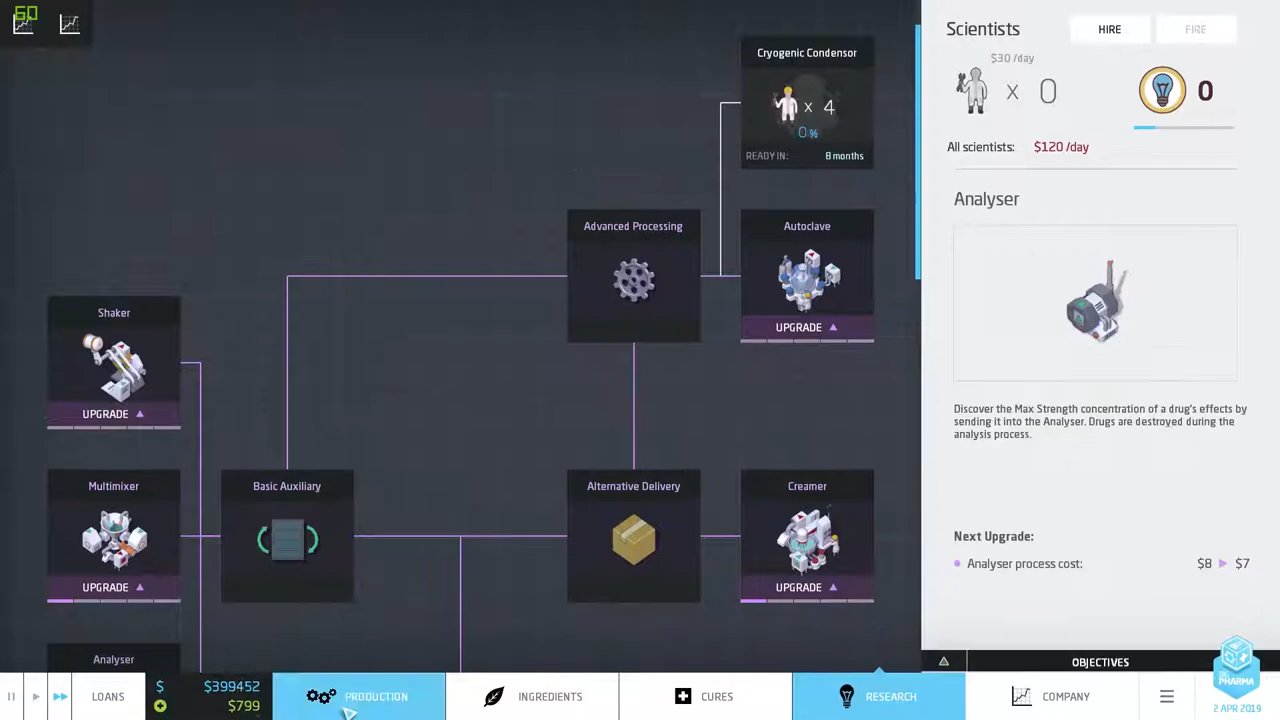 60
Scientists
HIRE
FIRE
$30 /day
X 0
0
All scientists: $120 /day
Cryogenic Condensor
x 4
0%
READY IN: 8 months
Advanced Processing
Autoclave
UPGRADE
Shaker
UPGRADE
Multimixer
UPGRADE
Basic Auxiliary
Alternative Delivery
Creamer
UPGRADE
Analyser
Analyser
Discover the Max Strength concentration of a drug's effects by
sending it into the Analyser. Drugs are destroyed during the
analysis process.
Next Upgrade:
Analyser process cost: $8 $7
OBJECTIVES
LOANS
$ $399452
$799
PRODUCTION
INGREDIENTS
CURES
RESEARCH
COMPANY
PHARMA
2 APR 2019